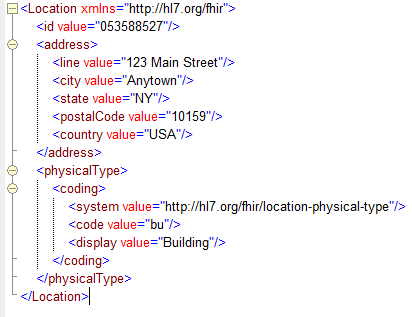 <Location xmlns="http://hl7.org/fhir">
<id value="053588527"/>
<address>
<line value="123 Main Street"/>
<city value="Anytown"/>
<state value="NY"/>
<postalCode value="10159"/>
<country value="USA"/>
</address>
<physicalType>
<coding>
<system value="http://hl7.org/fhir/location-physical-type"/>
<code value="bu"/>
<display value="Building"/>
</coding>
</physicalType>
</Location>